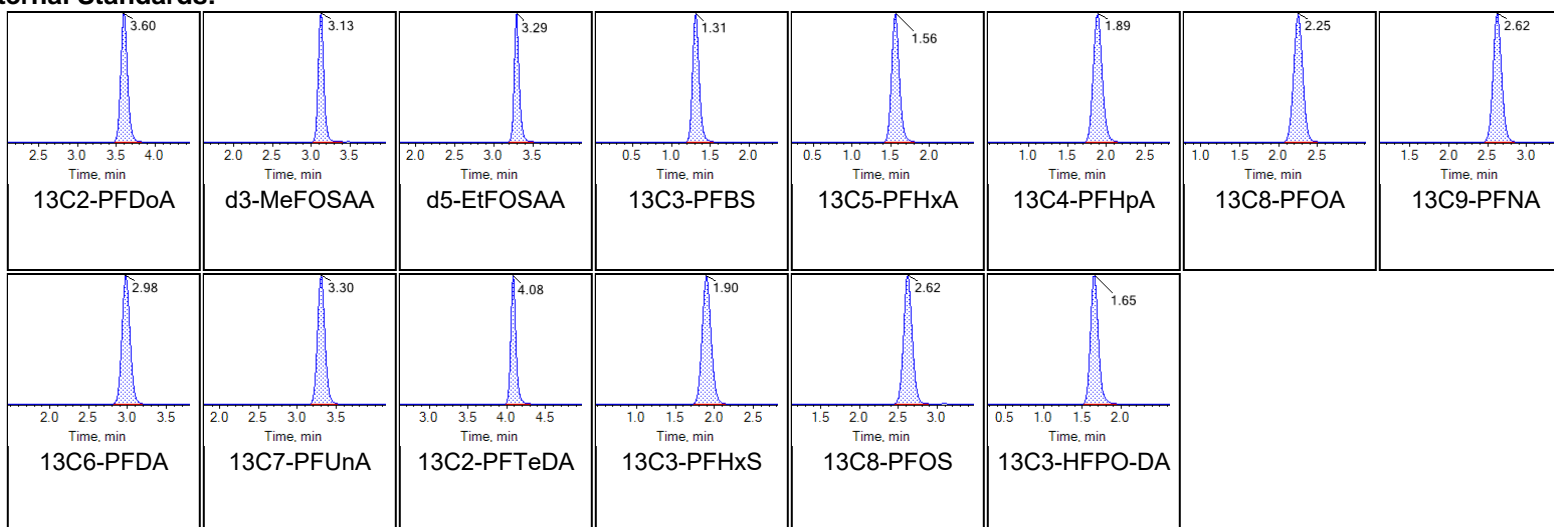 ternal Standards:
3.60
2.5 3.0 3.5 4.0
Time, min
13C2-PFDoA
3.13
2.0 2.5 3.0 3.5
Time, min
d3-MeFOSAA
3.29
2.0 2.5 3.0 3.5
Time, min
d5-EtFOSAA
1.31
0.5 1.0 1.5 2.0
Time, min
13C3-PFBS
1.56
0.5 1.0 1.5 2.0
Time, min
13C5-PFHxA
1.89
1.0 1.5 2.0 2.5
Time, min
13C4-PFHpA
2.25
1.0 1.5 2.0 2.5
Time, min
13C8-PFOA
2.62
1.5 2.0 2.5 3.0
Time, min
13C9-PFNA
2.98
2.0 2.5 3.0 3.5
Time, min
13C6-PFDA
3.30
2.0 2.5 3.0 3.5
Time, min
13C7-PFUnA
4.08
3.0 3.5 4.0 4.5
Time, min
13C2-PFTeDA
1.90
1.0 1.5 2.0 2.5
Time, min
13C3-PFHxS
2.62
1.5 2.0 2.5 3.0
Time, min
13C8-PFOS
1.65
0.5 1.0 1.5 2.0
Time, min
13C3-HFPO-DA